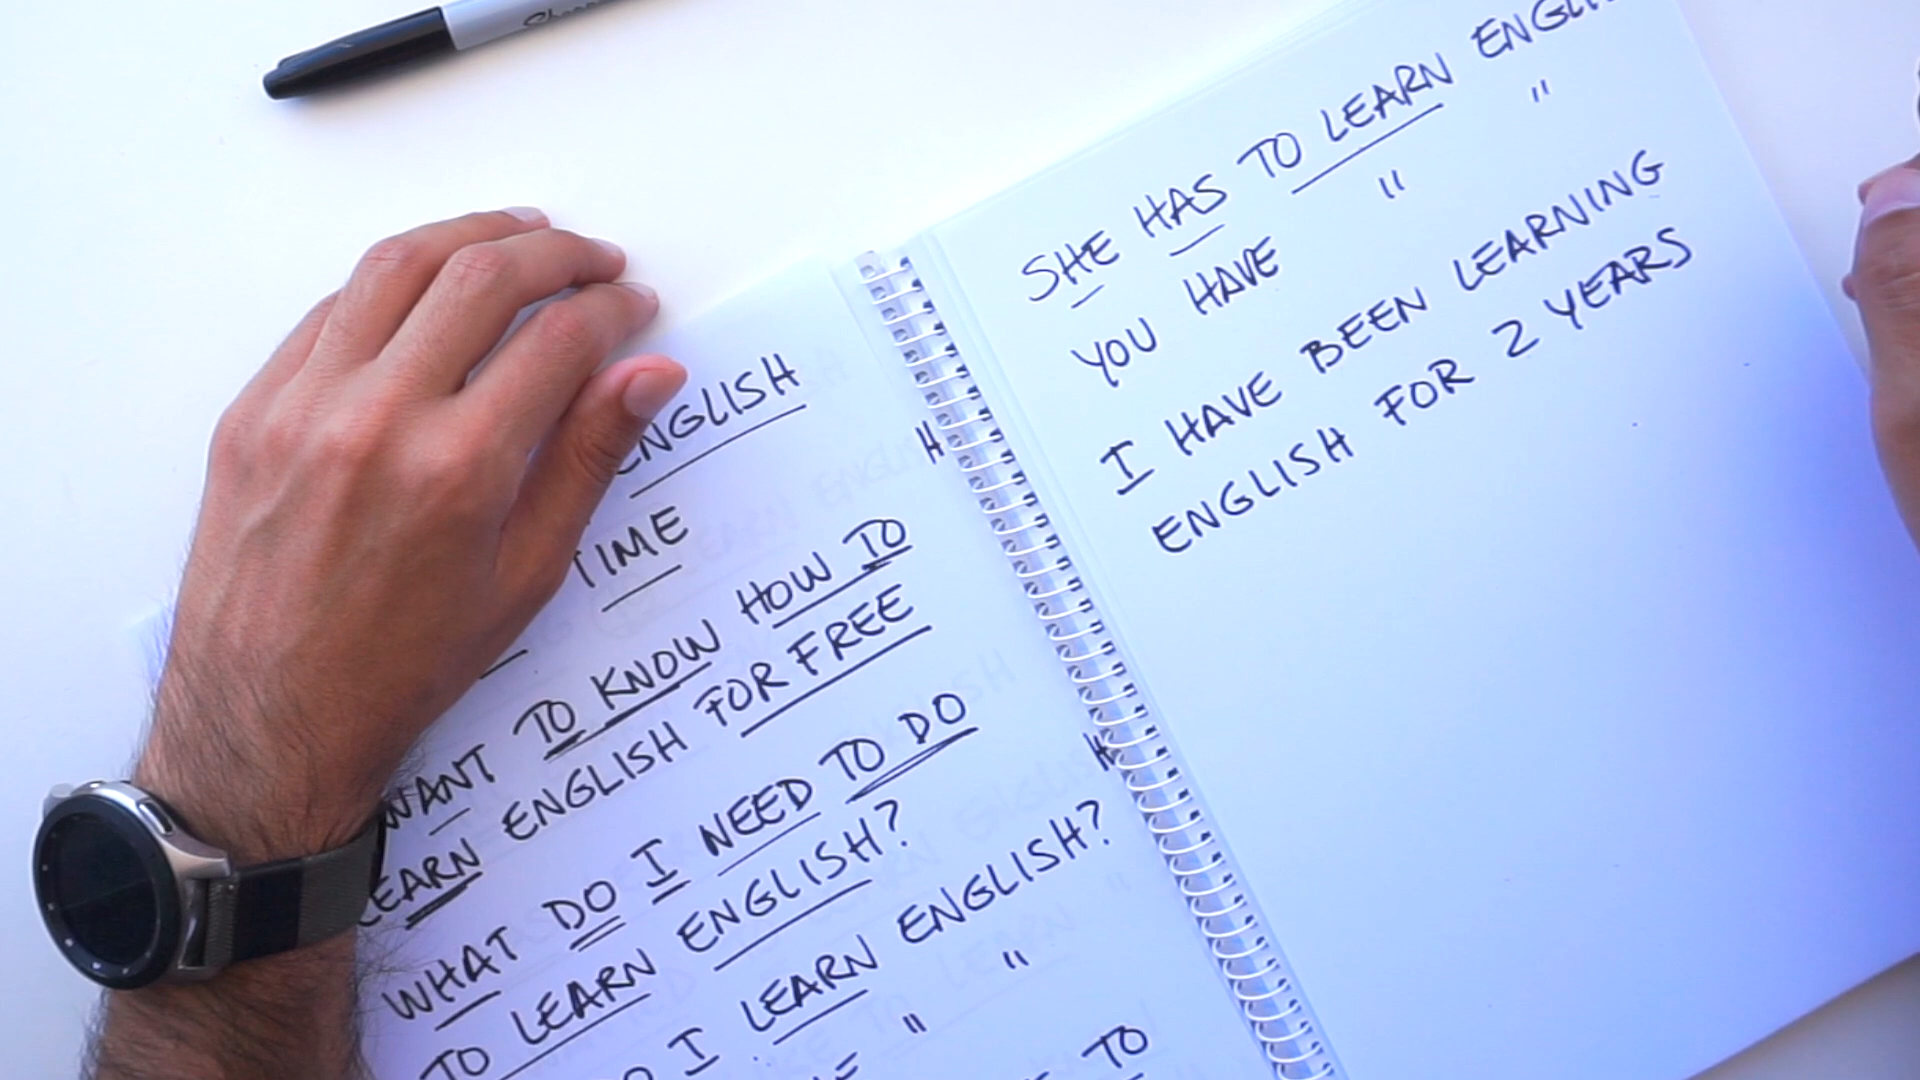 ENGLISH
TIME
WANT TO KNOW HOW TO
LEARN ENGLISH FOR FREE
WHAT DO I NEED TO DO
TO LEARN ENGLISH?
I LEARN ENGLISH?
" "
TO
SHE HAS TO LEARN
YOU HAVE " "
I HAVE BEEN LEARNING
ENGLISH FOR 2 YEARS